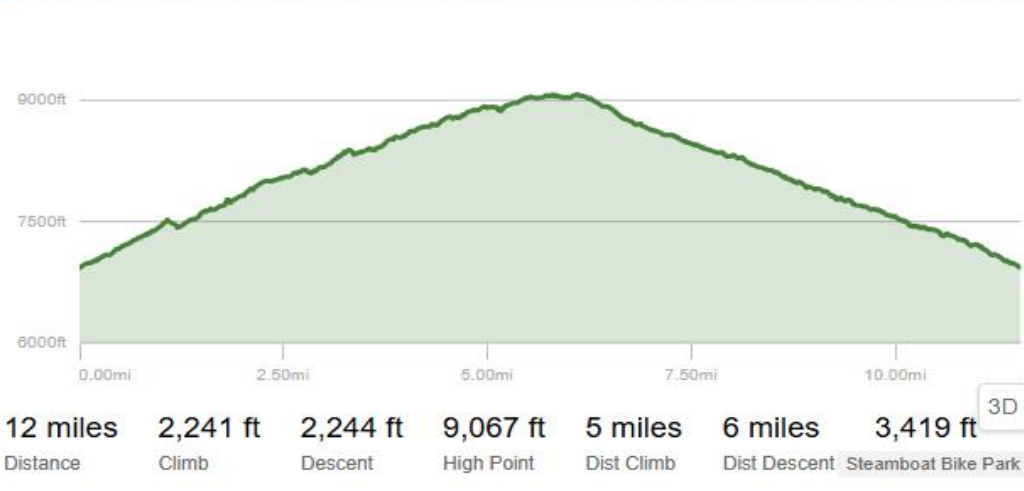 9000ft
7500ft
6000ft
0.00mi 2.50mi 5.00mi 7.50mi 10.00mi
3D
12 miles 2,241 ft 2,244 ft 9,067 ft 5 miles 6 miles 3,419 ft
Distance Climb Descent High Point Dist Climb Dist Descent Steamboat Bike Park